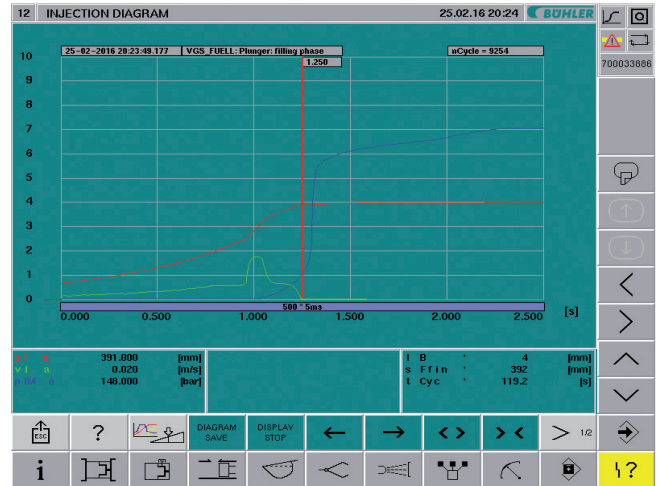 12 INJECTION DIAGRAM 25.02.16 20:24 BÜHLER
700033886
25-02-2016 20:23:49.177 VGS_FUELL: Plunger: filling phase nCycle = 9254
1.250
10
9
8
7
6
5
4
3
2
1
0
500 * 5ms
0.000 0.500 1.000 1.500 2.000 2.500 [s]
391.000 [mm] l B ' 4 [mm]
v l a 0.020 [m/s] s Ffin ' 392 [mm]
p IM a 148.000 [bar] t Cyc ' 119.2 [s]
ESC ? DIAGRAM SAVE DISPLAY STOP > 1/2
i ?